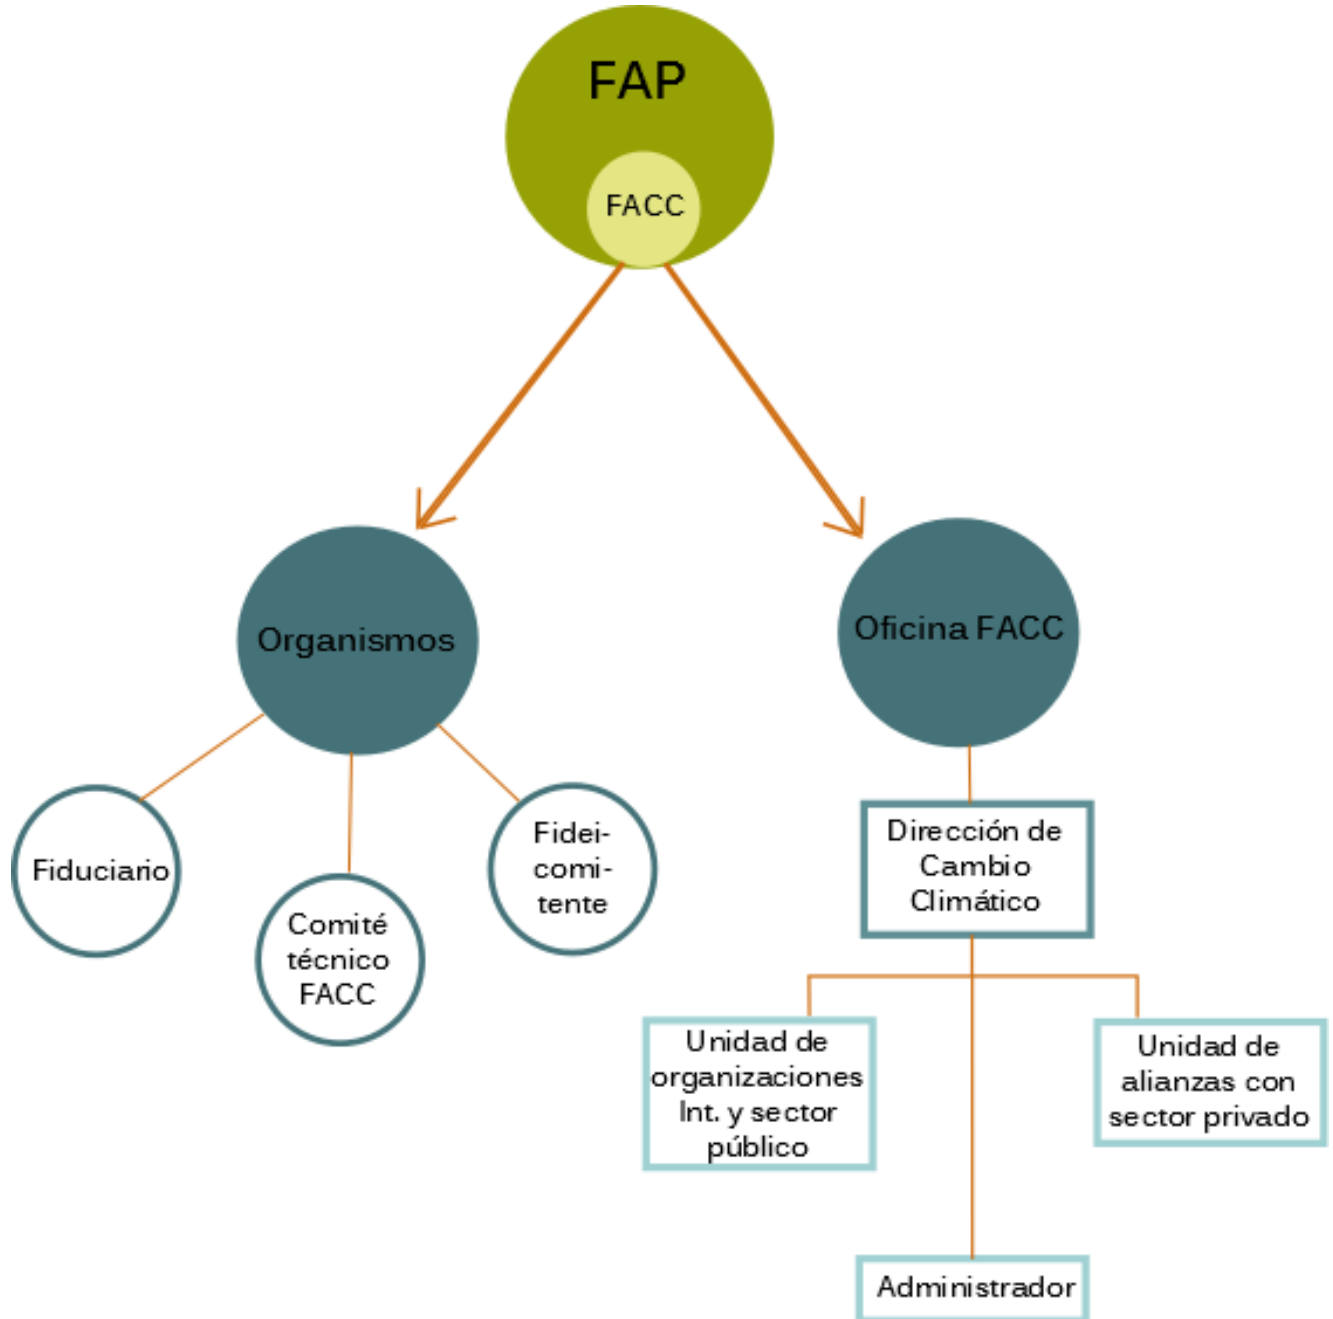 FAP
FACC
Organismos
Oficina FACC
Fiduciario
Comité
técnico
FACC
Fidei-
comi-
tente
Dirección de
Cambio
Climático
Unidad de
organizaciones
Int. y sector
público
Unidad de
alianzas con
sector privado
Administrador